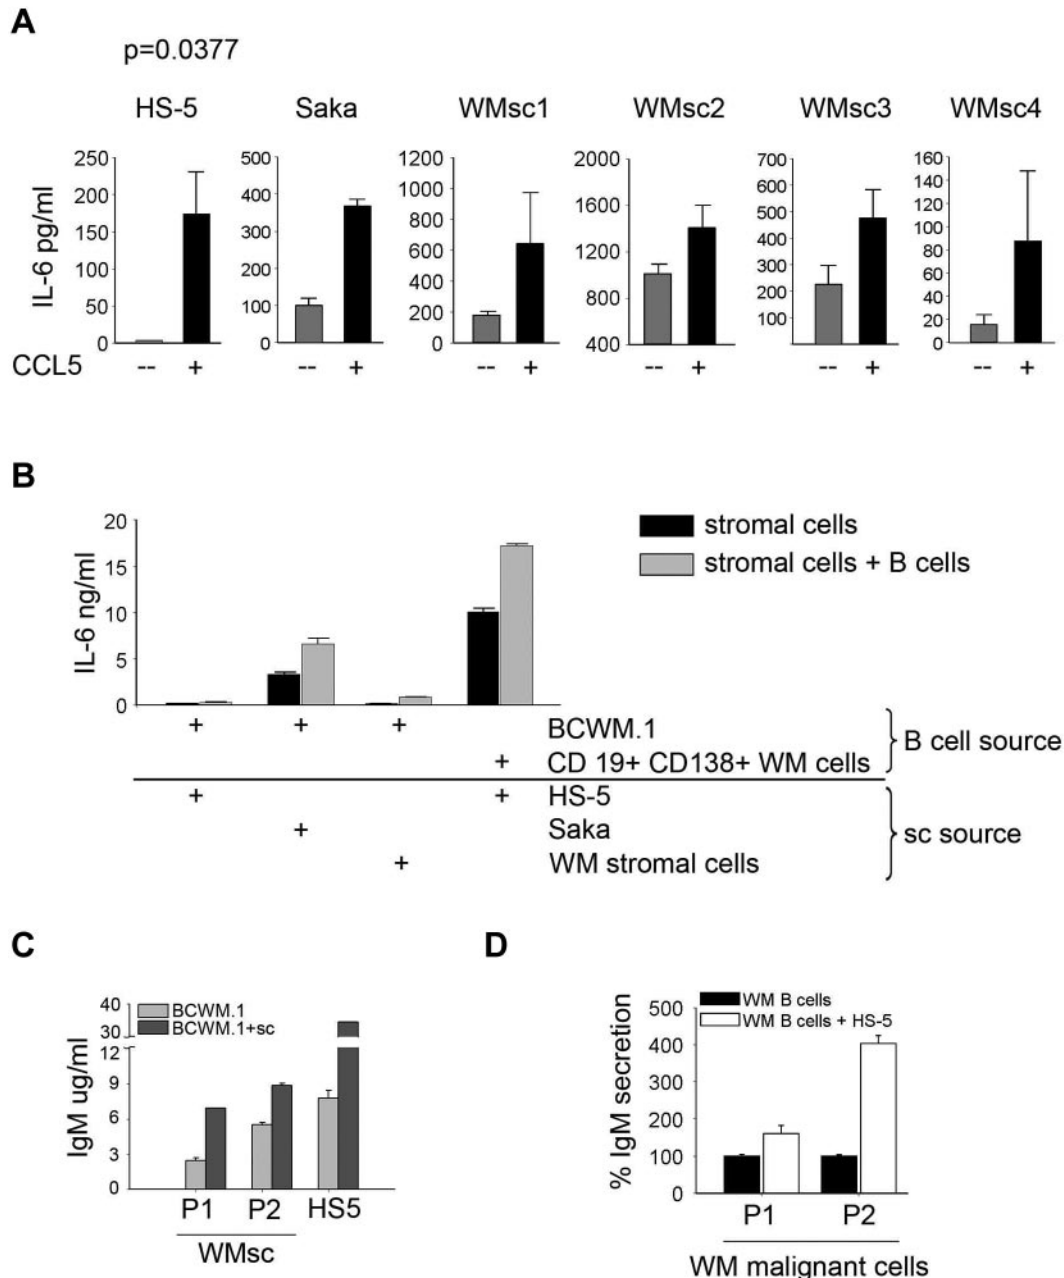 A
p=0.0377
HS-5 Saka WMsc1 WMsc2 WMsc3 WMsc4
IL-6 pg/ml
250 200 150 100 50 0
500 400 300 200 100 0
1200 1000 800 600 400 200 0
2000 1600 1200 1000 800 400
700 600 500 400 300 200 100
160 140 120 100 80 60 40 20 0
CCL5 -- + -- + -- + -- + -- + -- +
B
IL-6 ng/ml
20
15
10
5
0
stromal cells
stromal cells + B cells
+ + + BCWM.1
+ CD 19+ CD138+ WM cells
B cell source
+ + HS-5
+ Saka
+ WM stromal cells
sc source
C
IgM ug/ml
40
30
12
9
6
3
0
BCWM.1
BCWM.1+sc
P1 P2 HS5
WMsc
D
% IgM secretion
500
400
300
200
100
0
WM B cells
WM B cells + HS-5
P1 P2
WM malignant cells